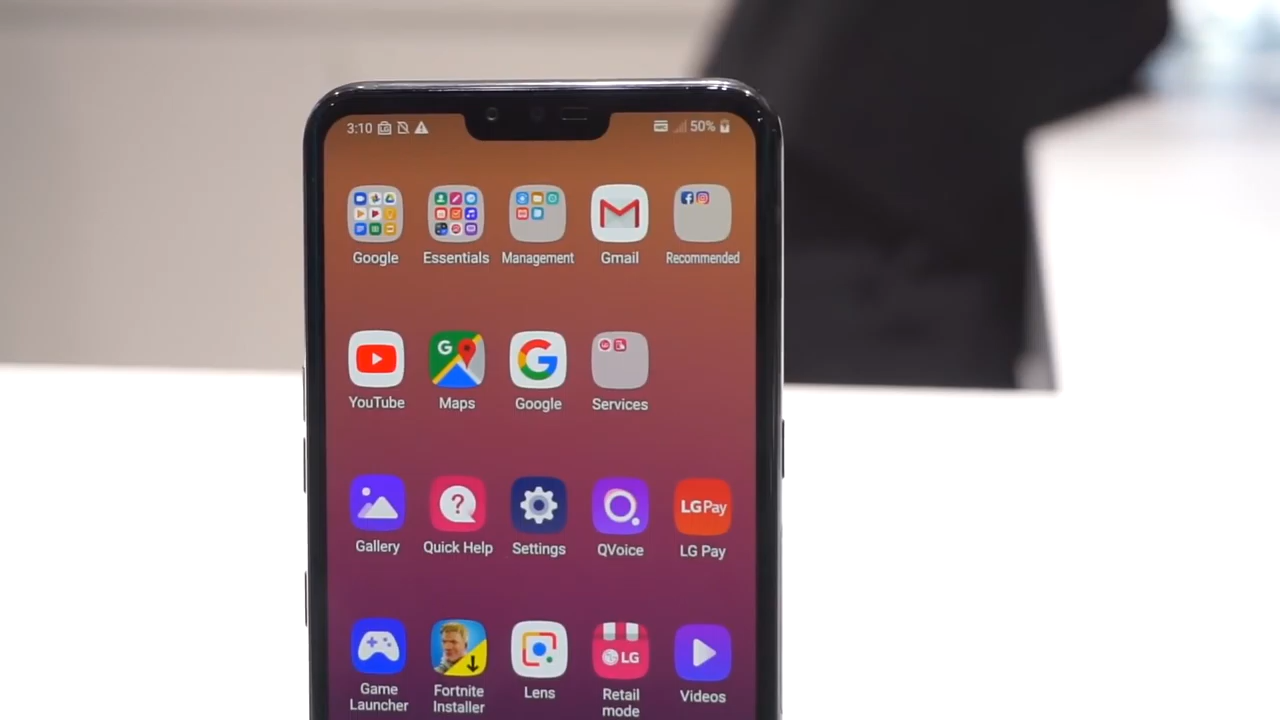 3:10
50%
Google
Essentials
Management
Gmail
Recommended
YouTube
G
Maps
G
Google
Services
Gallery
?
Quick Help
Settings
QVoice
LG Pay
LG Pay
Game
Launcher
Fortnite
Installer
Lens
LG
Retail
mode
Videos